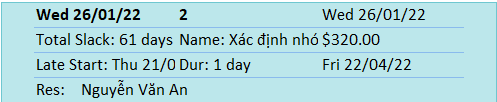 Wed 26/01/22 2 Wed 26/01/22
Total Slack: 61 days Name: Xác định nhó $320.00
Late Start: Thu 21/0 Dur: 1 day Fri 22/04/22
Res: Nguyễn Văn An